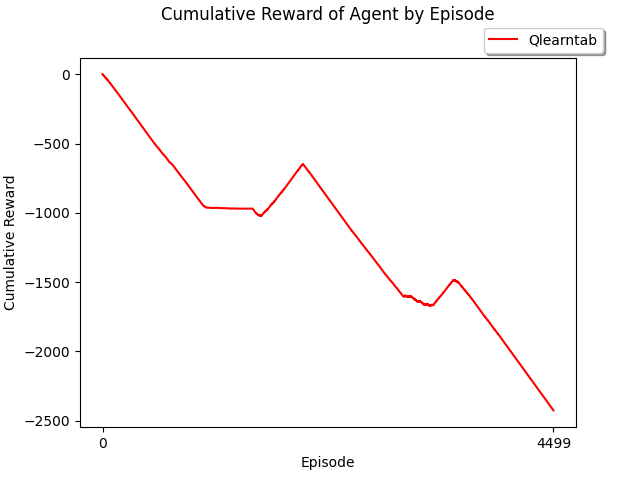 Cumulative Reward of Agent by Episode
Qlearntab
0
−500
−1000
−1500
−2000
−2500
Cumulative Reward
0
4499
Episode